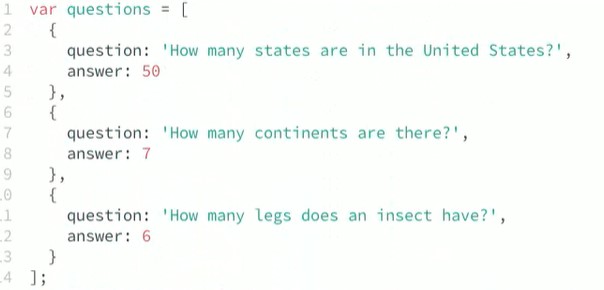 1 var questions = [
2 {
3 question: 'How many states are in the United States?',
4 answer: 50
5 },
6 {
7 question: 'How many continents are there?',
8 answer: 7
9 },
0 {
1 question: 'How many legs does an insect have?',
2 answer: 6
3 }
4 ];